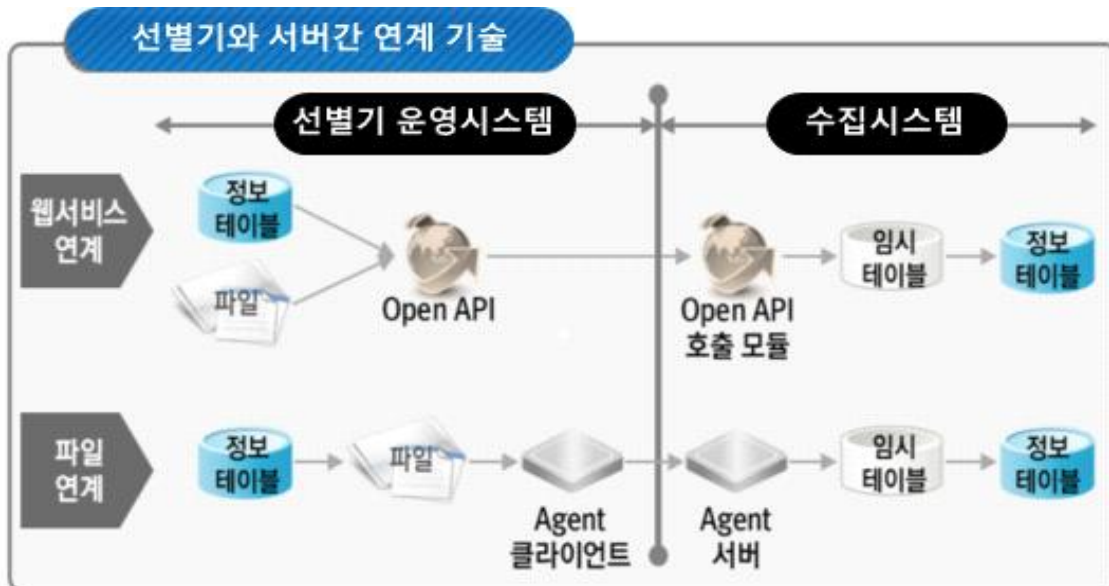 선별기와 서버간 연계 기술
선별기 운영시스템
수집시스템
웹서비스
연계
정보
테이블
파일
Open API
Open API
호출 모듈
임시
테이블
정보
테이블
파일
연계
정보
테이블
파일
Agent
클라이언트
Agent
서버
임시
테이블
정보
테이블